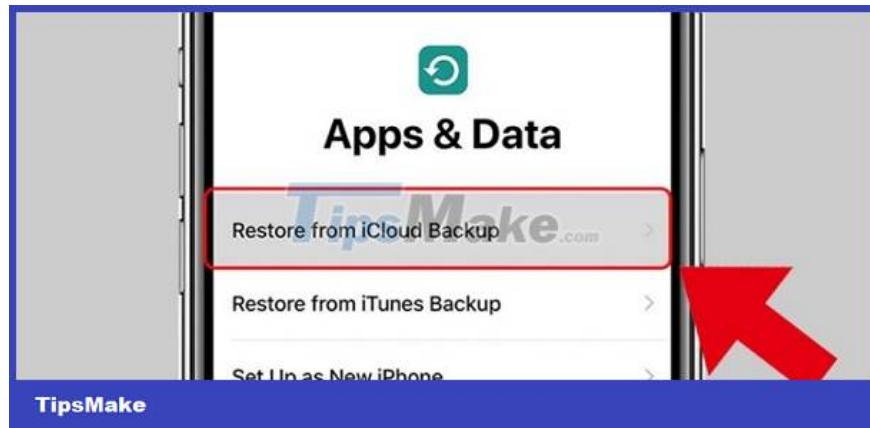 Apps & Data
TipsMake.com
Restore from iCloud Backup
Restore from iTunes Backup
Set Up as New iPhone
TipsMake